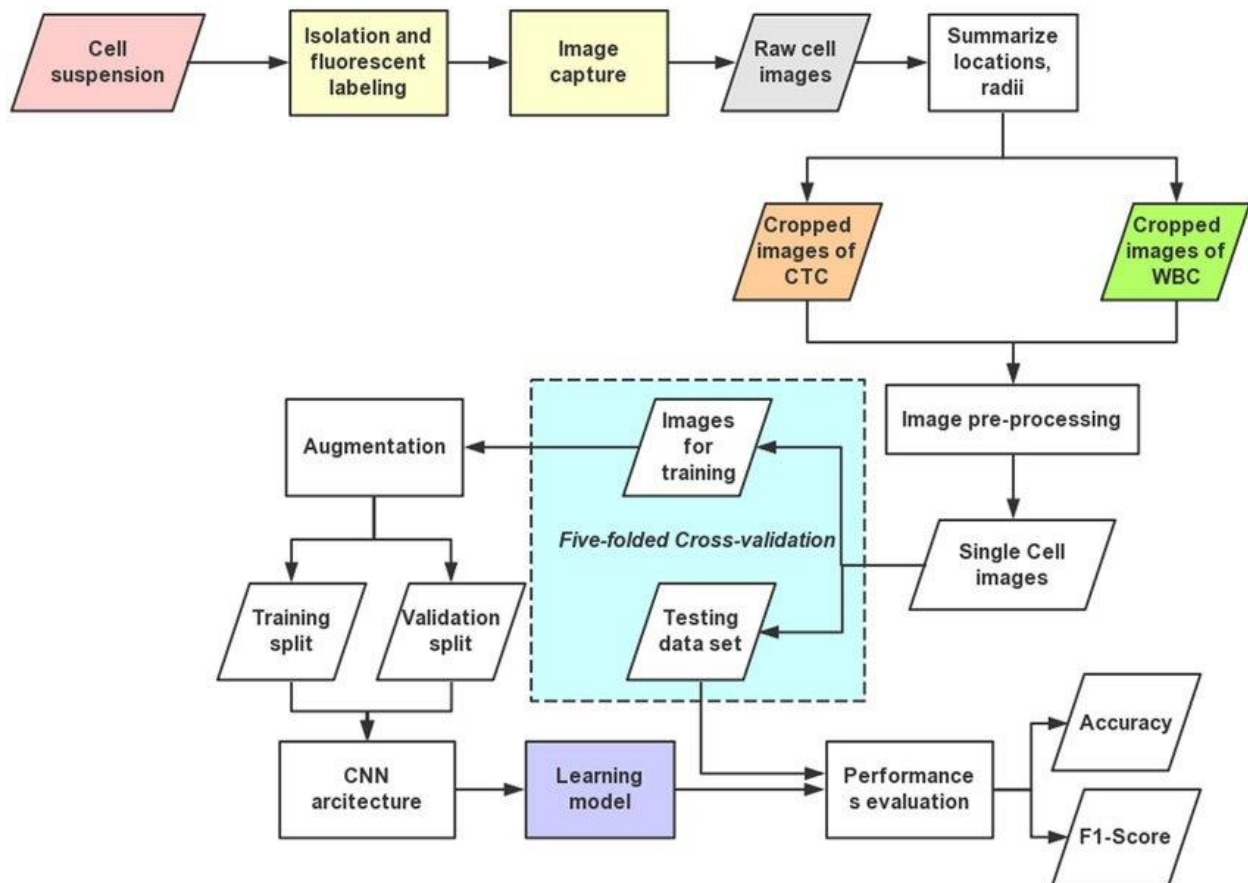 Cell
suspension
Isolation and
fluorescent
labeling
Image
capture
Raw cell
images
Summarize
locations,
radii
Cropped
images of
CTC
Cropped
images of
WBC
Image pre-processing
Single Cell
images
Images
for
training
Five-folded Cross-validation
Testing
data set
Augmentation
Training
split
Validation
split
CNN
arcitecture
Learning
model
Performance
s evaluation
Accuracy
F1-Score